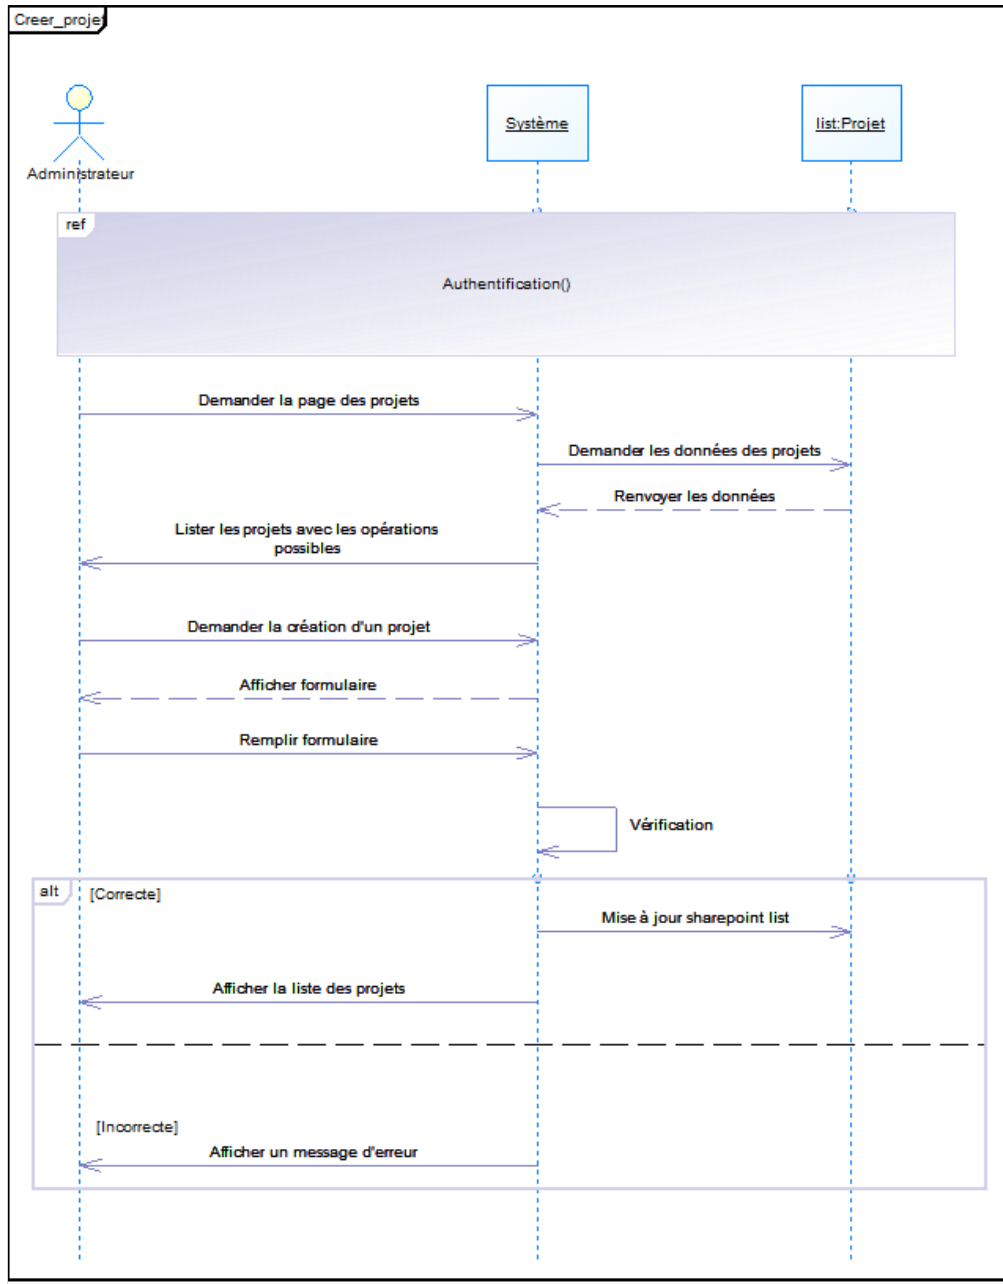 Creer_projet
Système
list:Projet
Administrateur
ref
Authentification()
Demander la page des projets
Demander les données des projets
Renvoyer les données
Lister les projets avec les opérations
possibles
Demander la création d'un projet
Afficher formulaire
Remplir formulaire
Vérification
alt
[Correcte]
Mise à jour sharepoint list
Afficher la liste des projets
[Incorrecte]
Afficher un message d'erreur